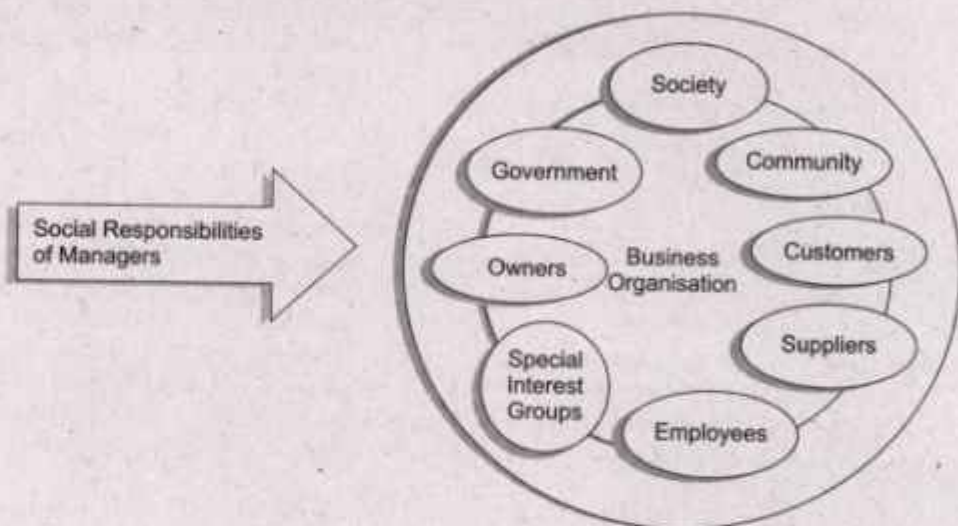 Social Responsibilities
of Managers
Society
Government
Community
Owners
Business
Organisation
Customers
Special
Interest
Groups
Suppliers
Employees